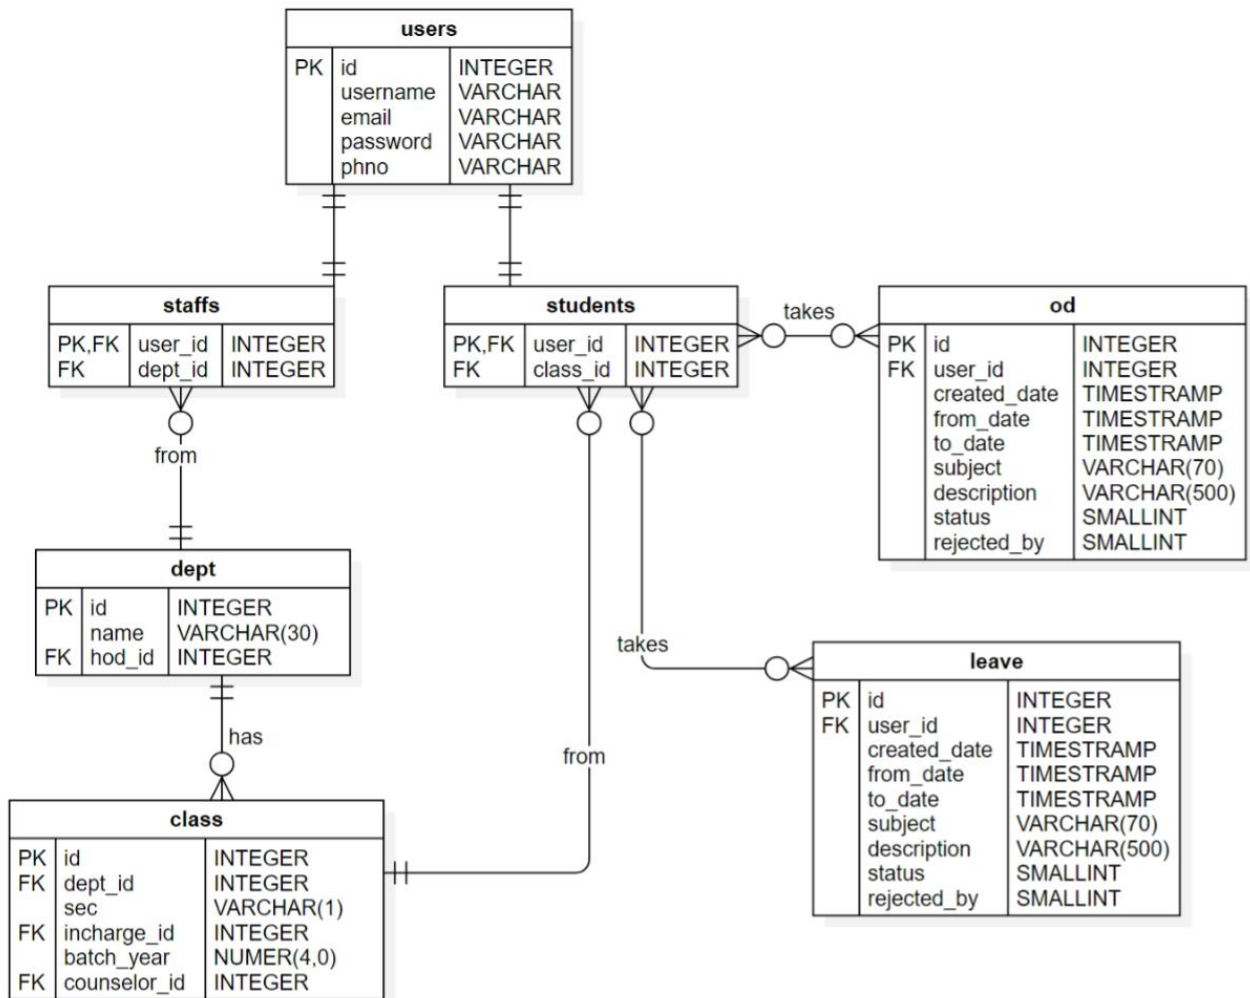 users
PK id INTEGER
username VARCHAR
email VARCHAR
password VARCHAR
phno VARCHAR
staffs
PK,FK user_id INTEGER
FK dept_id INTEGER
students
PK,FK user_id INTEGER
FK class_id INTEGER
takes
od
PK id INTEGER
FK user_id INTEGER
created_date TIMESTRAMP
from_date TIMESTRAMP
to_date TIMESTRAMP
subject VARCHAR(70)
description VARCHAR(500)
status SMALLINT
rejected_by SMALLINT
from
dept
PK id INTEGER
name VARCHAR(30)
FK hod_id INTEGER
takes
leave
PK id INTEGER
FK user_id INTEGER
created_date TIMESTRAMP
from_date TIMESTRAMP
to_date TIMESTRAMP
subject VARCHAR(70)
description VARCHAR(500)
status SMALLINT
rejected_by SMALLINT
has
from
class
PK id INTEGER
FK dept_id INTEGER
sec VARCHAR(1)
FK incharge_id INTEGER
batch_year NUMER(4,0)
FK counselor_id INTEGER